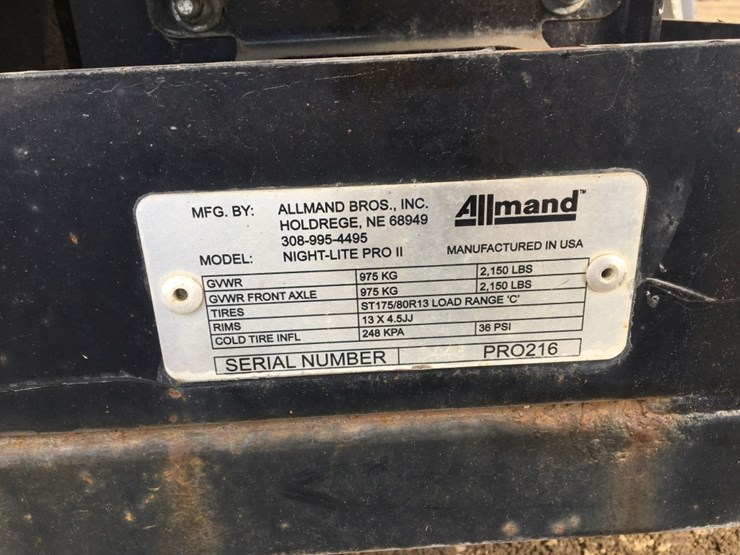 MFG. BY: ALLMAND BROS., INC.
HOLDREGE, NE 68949
308-995-4495
Allmand™
MODEL: NIGHT-LITE PRO II
MANUFACTURED IN USA
GVWR 975 KG 2,150 LBS
GVWR FRONT AXLE 975 KG 2,150 LBS
TIRES ST175/80R13 LOAD RANGE 'C'
RIMS 13 X 4.5JJ
COLD TIRE INFL 248 KPA 36 PSI
SERIAL NUMBER PRO216